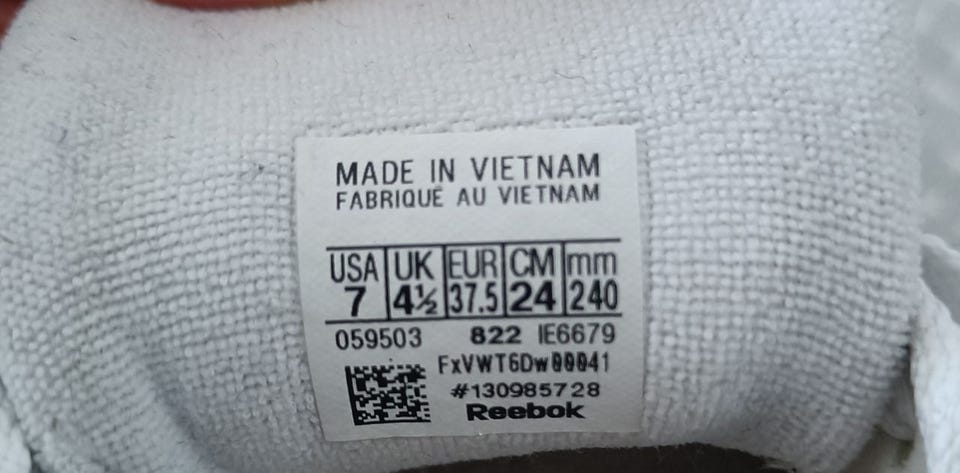 MADE IN VIETNAM
FABRIQUÉ AU VIETNAM
USA UK EUR CM mm
7 4½ 37.5 24 240
059503 822 IE6679
FxVWT6Dw00041
#130985728
Reebok